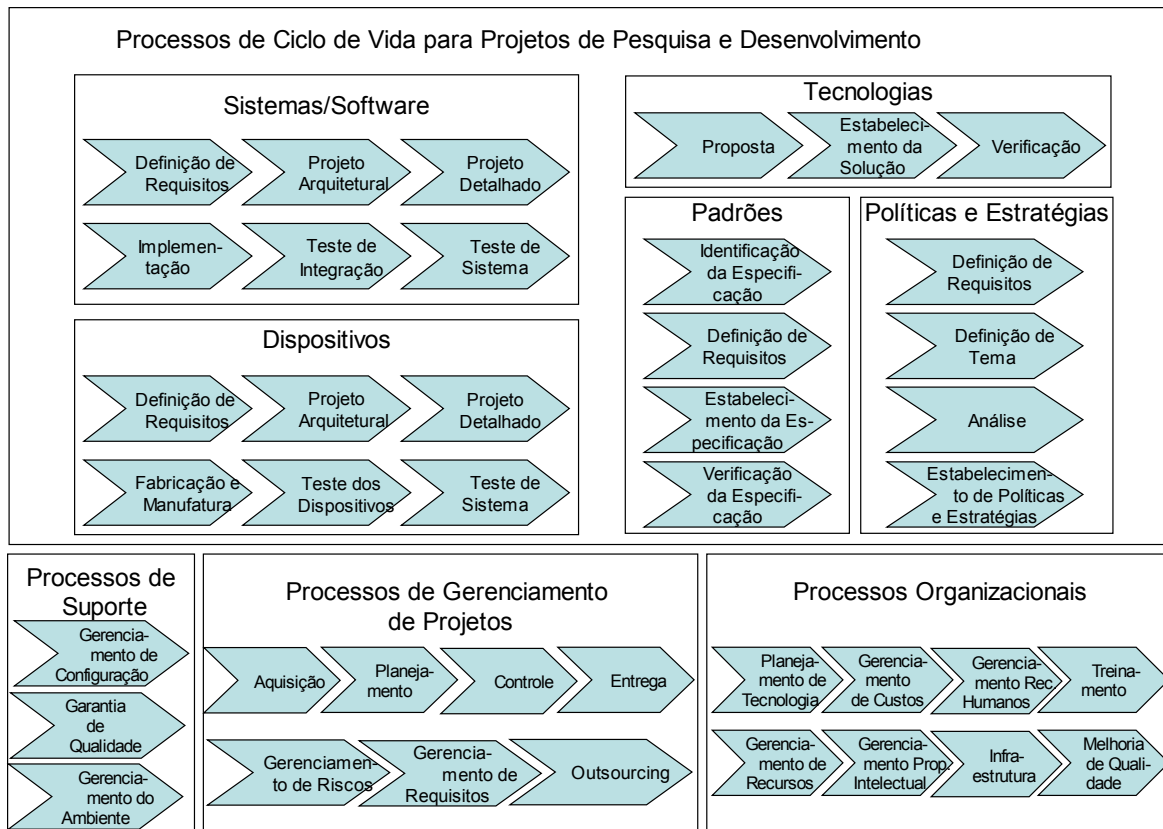 Processos de Ciclo de Vida para Projetos de Pesquisa e Desenvolvimento
Sistemas/Software
Definição de
Requisitos
Projeto
Arquitetural
Projeto
Detalhado
Implemen-
tação
Teste de
Integração
Teste de
Sistema
Dispositivos
Definição de
Requisitos
Projeto
Arquitetural
Projeto
Detalhado
Fabricação e
Manufatura
Teste dos
Dispositivos
Teste de
Sistema
Tecnologias
Proposta
Estabeleci-
mento da
Solução
Verificação
Padrões
Identificação
da Especifi-
cação
Definição de
Requisitos
Estabeleci-
mento da Es-
pecificação
Verificação
da Especifi-
cação
Políticas e Estratégias
Definição de
Requisitos
Definição de
Tema
Análise
Estabelecimen-
to de Políticas
e Estratégias
Processos de
Suporte
Gerencia-
mento de
Configuração
Garantia
de
Qualidade
Gerencia-
mento do
Ambiente
Processos de Gerenciamento
de Projetos
Aquisição
Planeja-
mento
Controle
Entrega
Gerenciamen-
to de Riscos
Gerencia-
mento de
Requisitos
Outsourcing
Processos Organizacionais
Planeja-
mento de
Tecnologia
Gerencia-
mento
de Custos
Gerencia-
mento Rec.
Humanos
Treina-
mento
Gerencia-
mento de
Recursos
Gerencia-
mento Prop.
Intelectual
Infra-
estrutura
Melhoria
de Quali-
dade